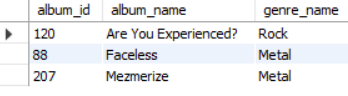 album_id album_name genre_name
120 Are You Experienced? Rock
88 Faceless Metal
207 Mezmerize Metal